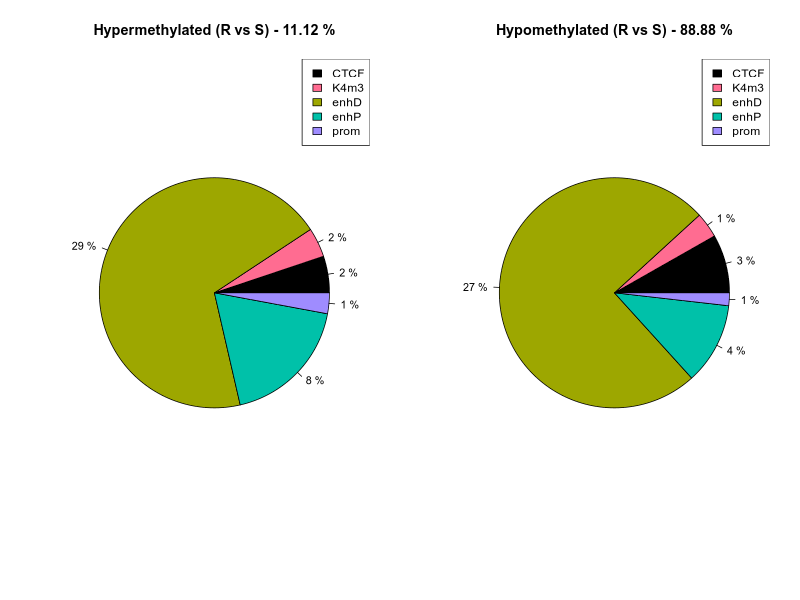 Hypermethylated (R vs S) - 11.12 %
CTCF
K4m3
enhD
enhP
prom
29 %
2 %
2 %
1 %
8 %
Hypomethylated (R vs S) - 88.88 %
CTCF
K4m3
enhD
enhP
prom
27 %
1 %
3 %
1 %
4 %